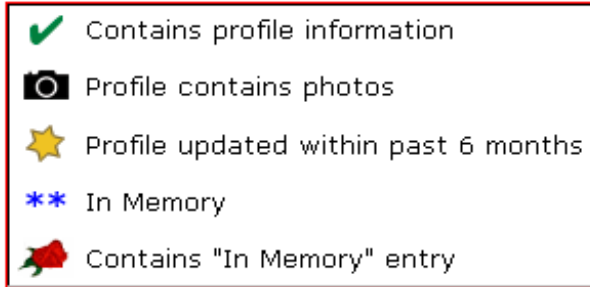 Contains profile information
Profile contains photos
Profile updated within past 6 months
** In Memory
Contains "In Memory" entry